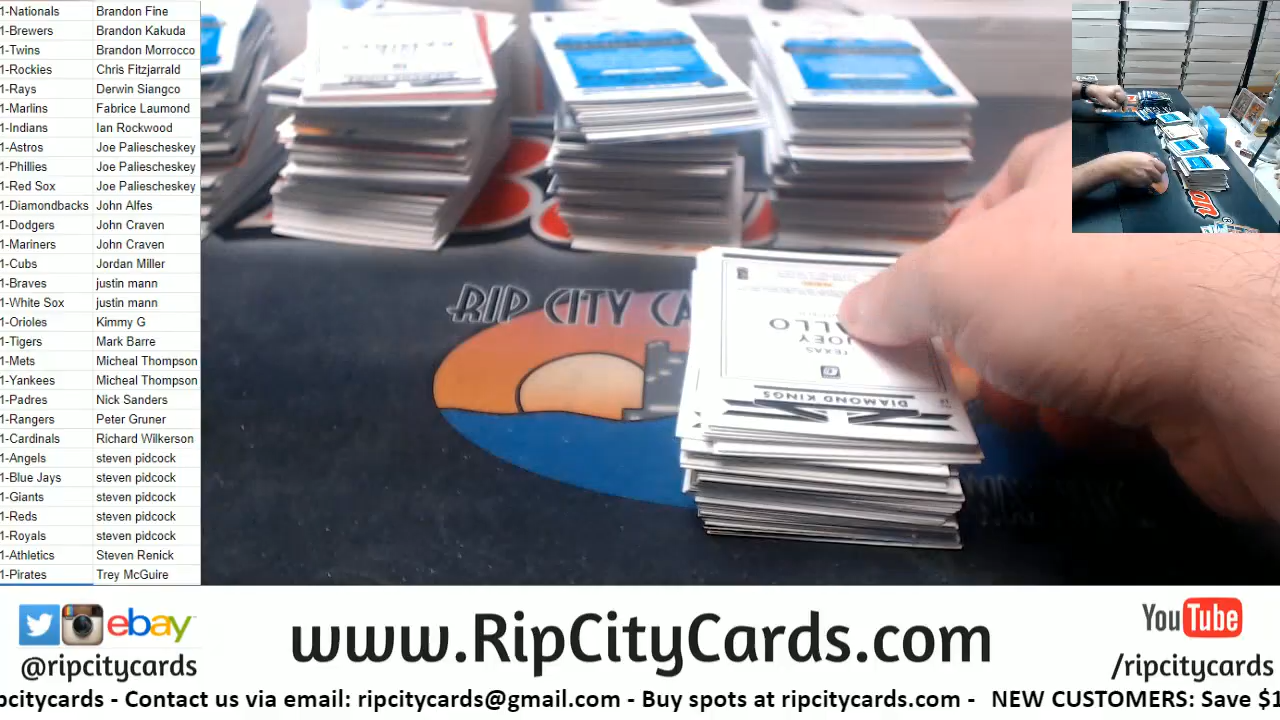 1-Nationals Brandon Fine
1-Brewers Brandon Kakuda
1-Twins Brandon Morrocco
1-Rockies Chris Fitzjarrald
1-Rays Derwin Siangco
1-Marlins Fabrice Laumond
1-Indians Ian Rockwood
1-Astros Joe Paliescheskey
1-Phillies Joe Paliescheskey
1-Red Sox Joe Paliescheskey
1-Diamondbacks John Alfes
1-Dodgers John Craven
1-Mariners John Craven
1-Cubs Jordan Miller
1-Braves justin mann
1-White Sox justin mann
1-Orioles Kimmy G
1-Tigers Mark Barre
1-Mets Micheal Thompson
1-Yankees Micheal Thompson
1-Padres Nick Sanders
1-Rangers Peter Gruner
1-Cardinals Richard Wilkerson
1-Angels steven pidcock
1-Blue Jays steven pidcock
1-Giants steven pidcock
1-Reds steven pidcock
1-Royals steven pidcock
1-Athletics Steven Renick
1-Pirates Trey McGuire
RIP CITY CA
ALLO
JOEY
TEXAS
DIAMOND KINGS
ebay
@ripcitycards
www.RipCityCards.com
YouTube
/ripcitycards
pcitycards - Contact us via email: ripcitycards@gmail.com - Buy spots at ripcitycards.com - NEW CUSTOMERS: Save $1